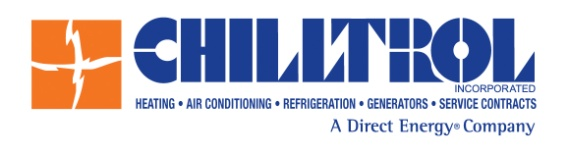 CHILLTROL
INCORPORATED
HEATING • AIR CONDITIONING • REFRIGERATION • GENERATORS • SERVICE CONTRACTS
A Direct Energy® Company